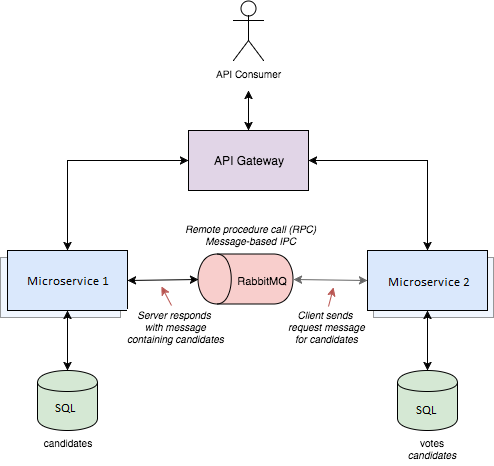 API Consumer
API Gateway
Remote procedure call (RPC)
Message-based IPC
Microservice 1
RabbitMQ
Microservice 2
Server responds
with message
containing candidates
Client sends
request message
for candidates
SQL
SQL
candidates
votes
candidates